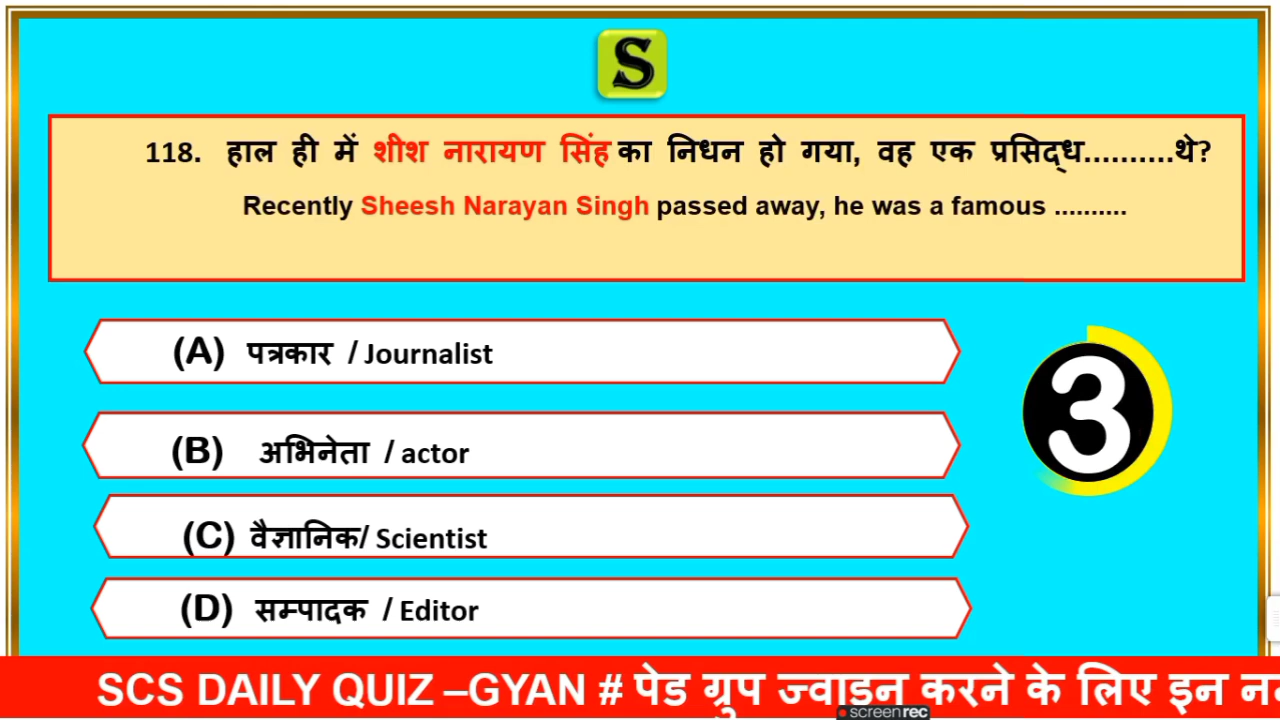 S
118. हाल ही में शीश नारायण सिंह का निधन हो गया, वह एक प्रसिद्ध..........थे?
Recently Sheesh Narayan Singh passed away, he was a famous ..........
(A) पत्रकार / Journalist
3
(B) अभिनेता / actor
(C) वैज्ञानिक/ Scientist
(D) सम्पादक / Editor
SCS DAILY QUIZ –GYAN # पेड ग्रुप ज्वाइन करने के लिए इन
screenrec